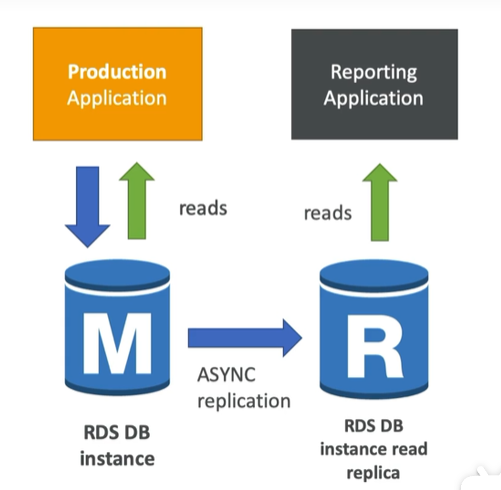 Production
Application
Reporting
Application
reads
reads
M
R
ASYNC
replication
RDS DB
instance
RDS DB
instance read
replica